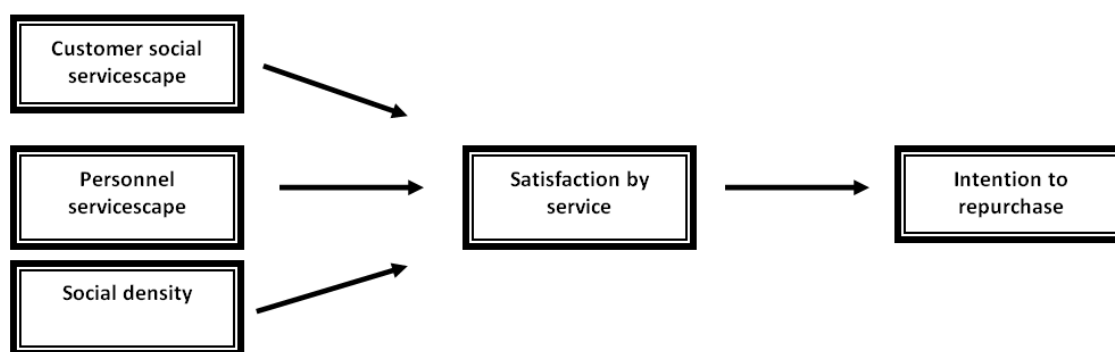 Customer social
servicescape
Personnel
servicescape
Social density
Satisfaction by
service
Intention to
repurchase